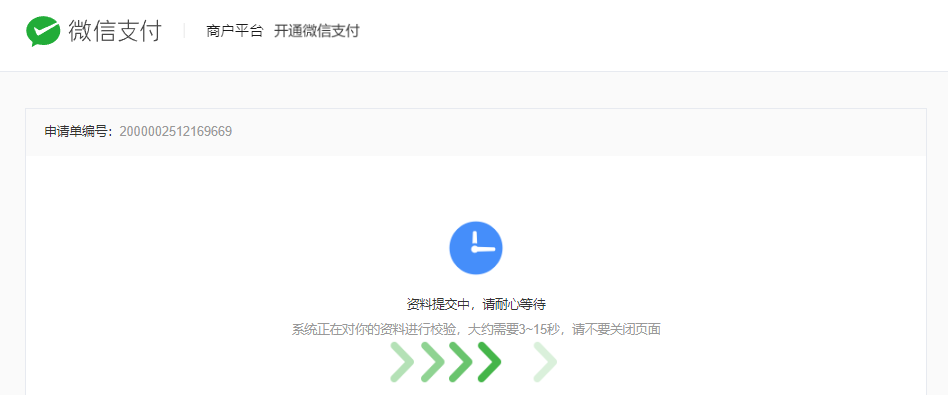 微信支付 商户平台 开通微信支付
申请单编号：2000002512169669
资料提交中，请耐心等待
系统正在对你的资料进行校验，大约需要3~15秒，请不要关闭页面